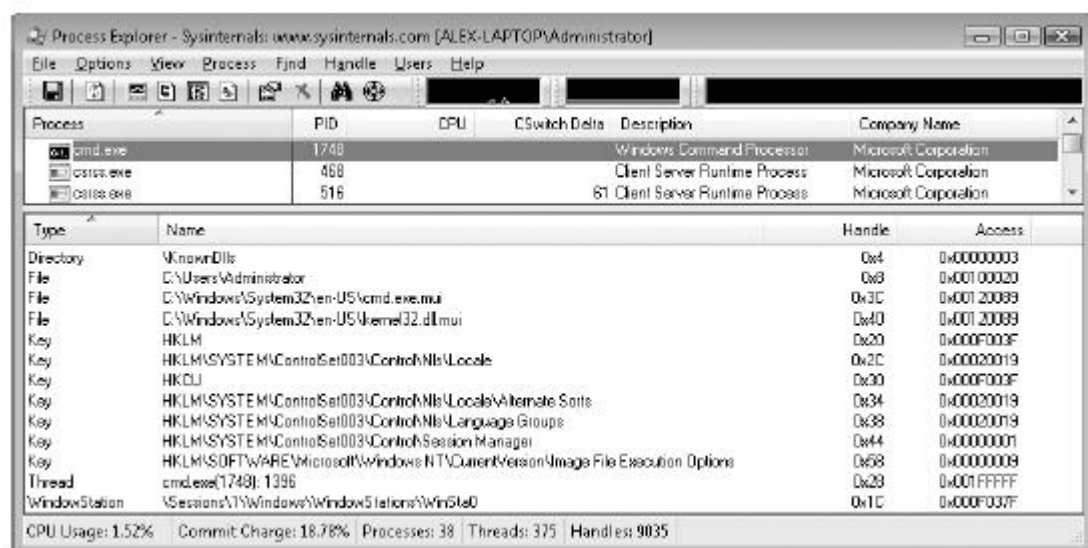 Process Explorer - Sysinternals: www.sysinternals.com [ALEX-LAPTOP\Administrator]
File Options View Process Find Handle Users Help
Process PID CPU CSwitch Delta Description Company Name
cmd.exe 1748 Windows Command Processor Microsoft Corporation
csrss.exe 468 Client Server Runtime Process Microsoft Corporation
csrss.exe 516 61 Client Server Runtime Process Microsoft Corporation
Type Name Handle Access
Directory \KnownDlls 0x4 0x00000003
File C:\Users\Administrator 0x8 0x00100020
File C:\Windows\System32\en-US\cmd.exe.mui 0x3C 0x00120089
File C:\Windows\System32\en-US\kernel32.dll.mui 0x40 0x00120089
Key HKLM 0x20 0x000F003F
Key HKLM\SYSTEM\ControlSet003\Control\Nls\Locale 0x2C 0x00020019
Key HKCU 0x30 0x000F003F
Key HKLM\SYSTEM\ControlSet003\Control\Nls\Locale\Alternate Sorts 0x34 0x00020019
Key HKLM\SYSTEM\ControlSet003\Control\Nls\Language Groups 0x38 0x00020019
Key HKLM\SYSTEM\ControlSet003\Control\Session Manager 0x44 0x00000001
Key HKLM\SOFTWARE\Microsoft\Windows NT\CurrentVersion\Image File Execution Options 0x58 0x00000009
Thread cmd.exe(1748): 1396 0x28 0x001FFFFF
WindowStation \Sessions\1\Windows\WindowStations\WinSta0 0x1C 0x000F037F
CPU Usage: 1.52% Commit Charge: 18.78% Processes: 38 Threads: 375 Handles: 9035